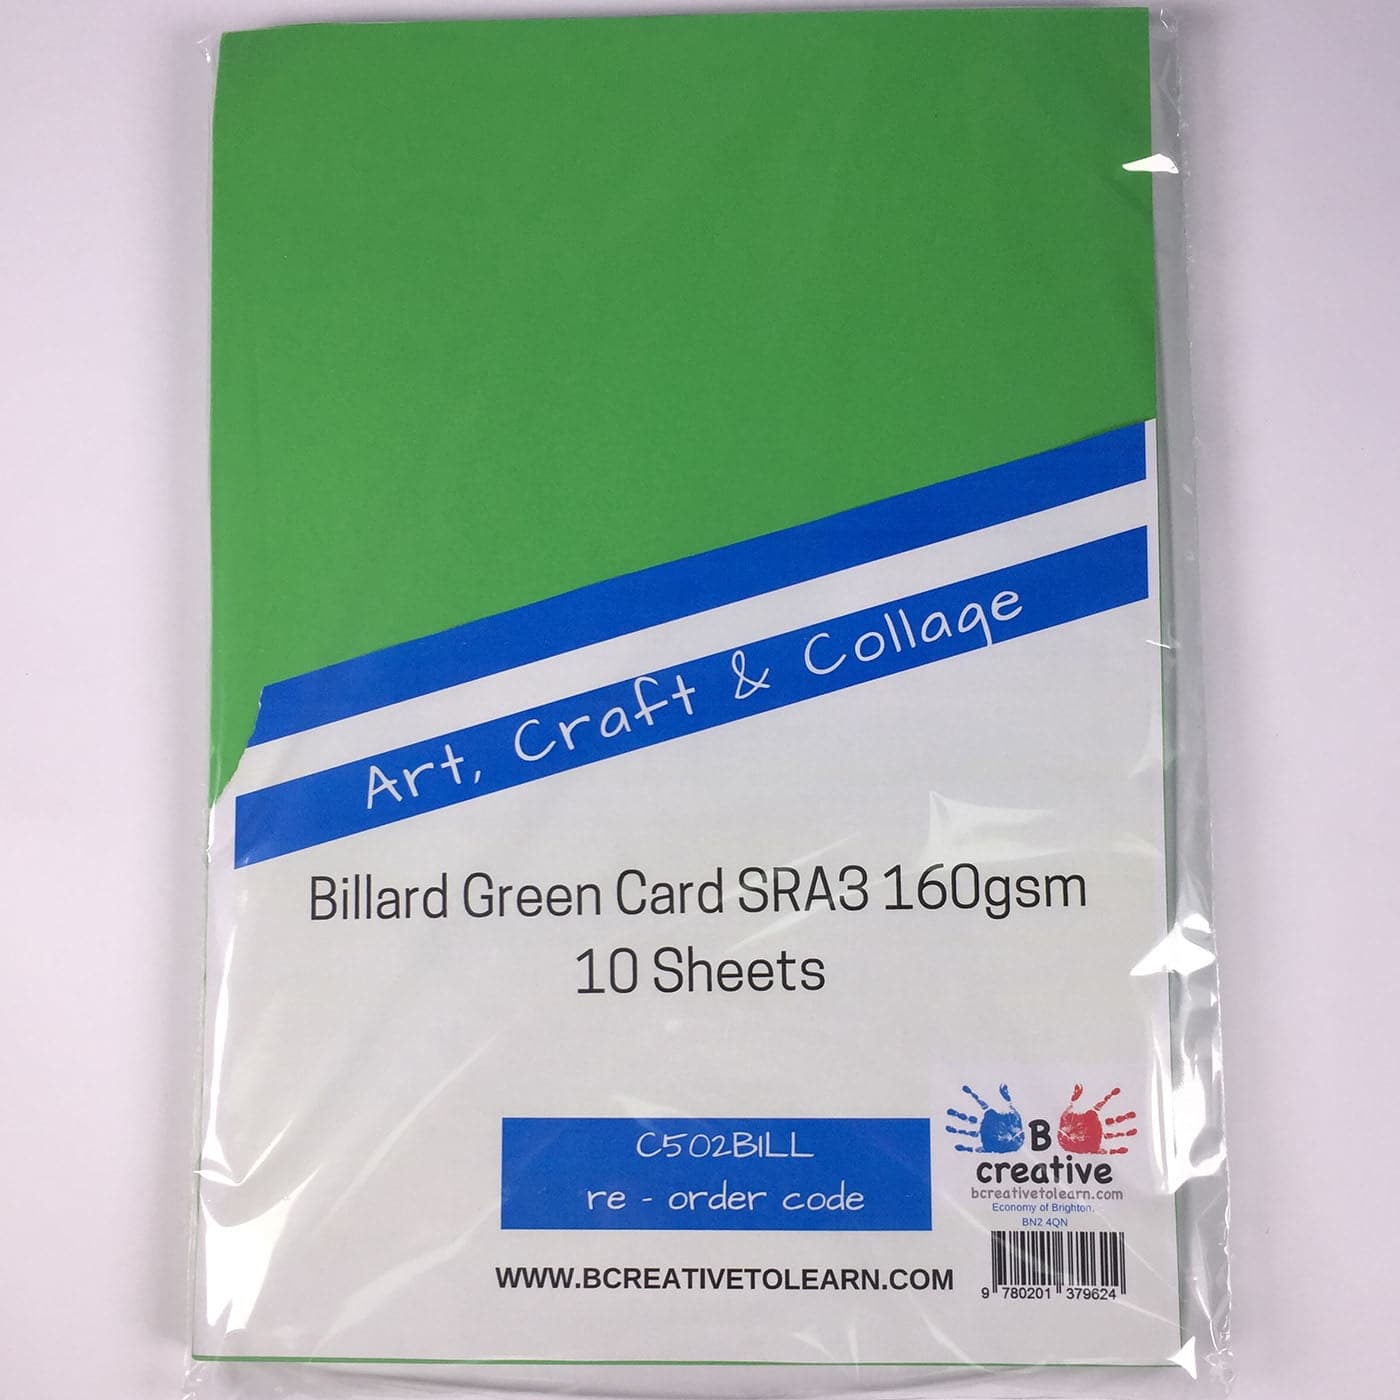 Art, Craft & Collage
Billard Green Card SRA3 160gsm
10 Sheets
C502BILL
re - order code
WWW.BCREATIVETOLEARN.COM
B
creative
bcreativetolearn.com
Economy of Brighton,
BN2 4QN
9 780201 379624